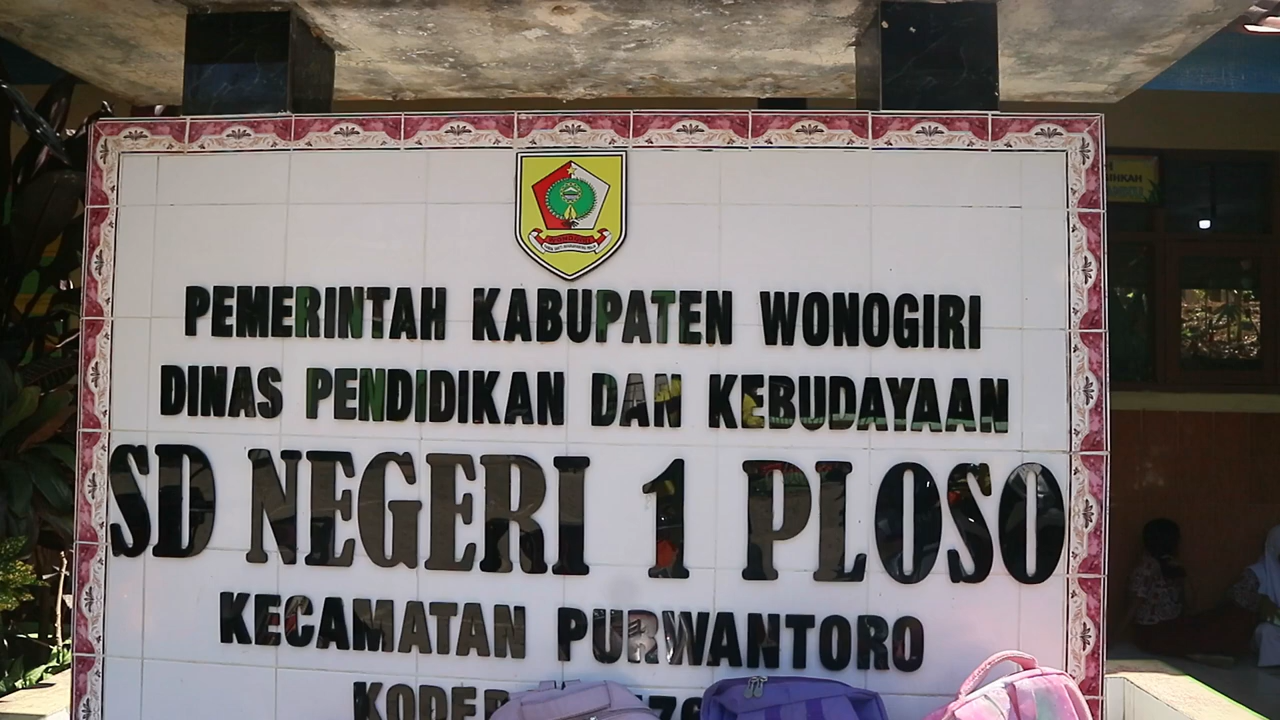 PEMERINTAH KABUPATEN WONOGIRI
DINAS PENDIDIKAN DAN KEBUDAYAAN
SD NEGERI 1 PLOSO
KECAMATAN PURWANTORO